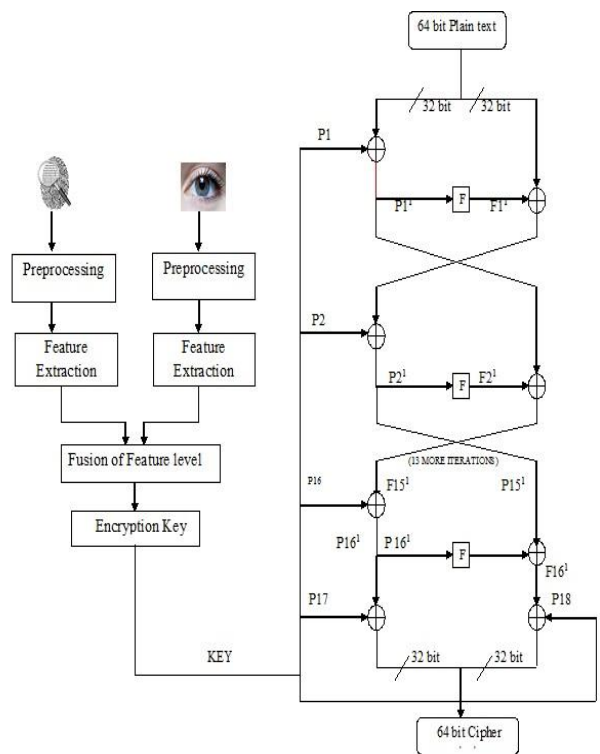 64 bit Plain text
32 bit
32 bit
P1
P1¹
F
F1¹
Preprocessing
Preprocessing
Feature
Extraction
Feature
Extraction
P2
P2¹
F
F2¹
Fusion of Feature level
(13 MORE ITERATIONS)
P16
F15¹
P15¹
Encryption Key
P16¹
P 16¹
F
F16¹
P17
P18
KEY
32 bit
32 bit
64 bit Cipher